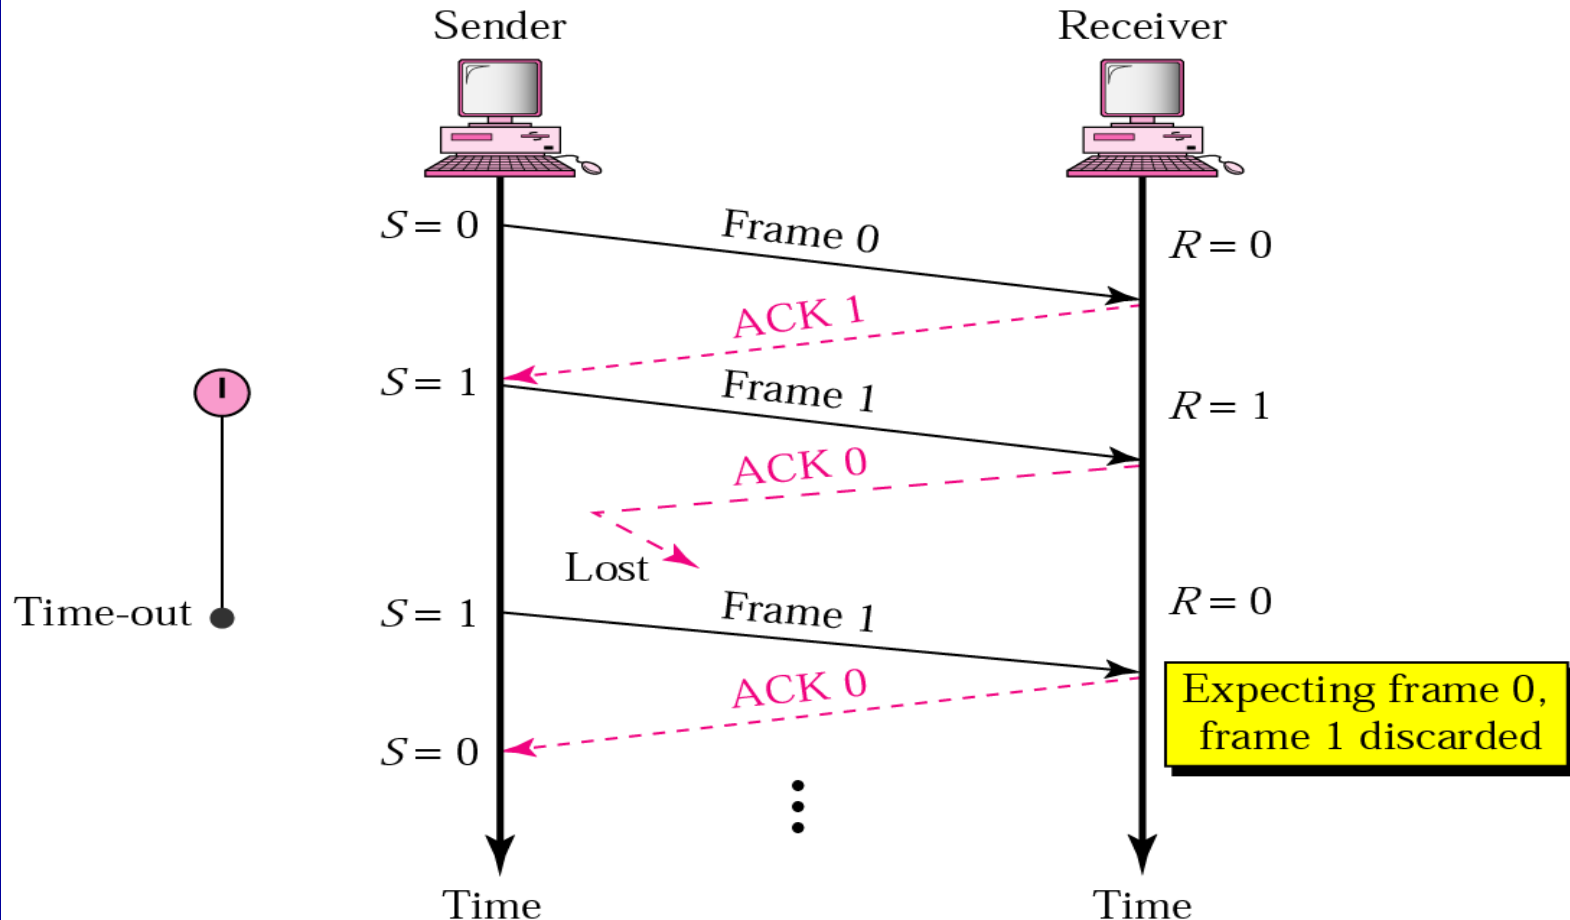 Sender
Receiver
S = 0
Frame 0
R = 0
ACK 1
S = 1
Frame 1
R = 1
ACK 0
Lost
Time-out
S = 1
Frame 1
R = 0
ACK 0
Expecting frame 0,
frame 1 discarded
S = 0
Time
Time